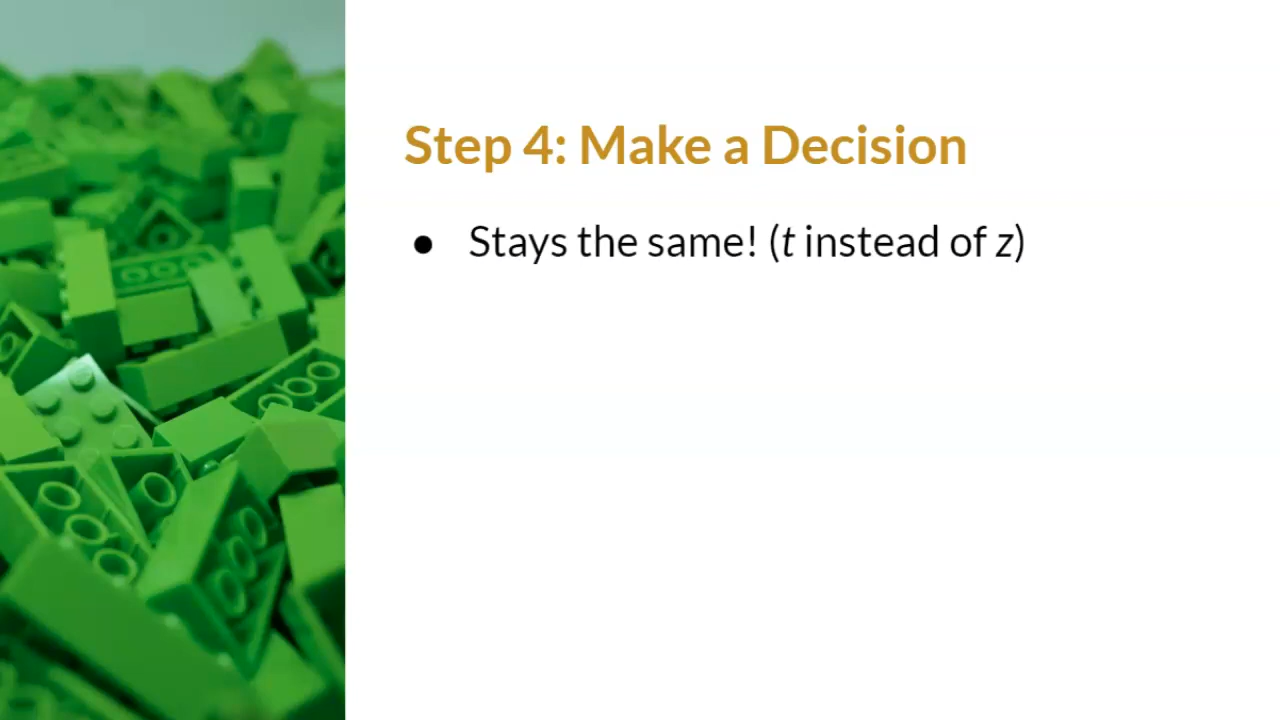 Step 4: Make a Decision
● Stays the same! (t instead of z)